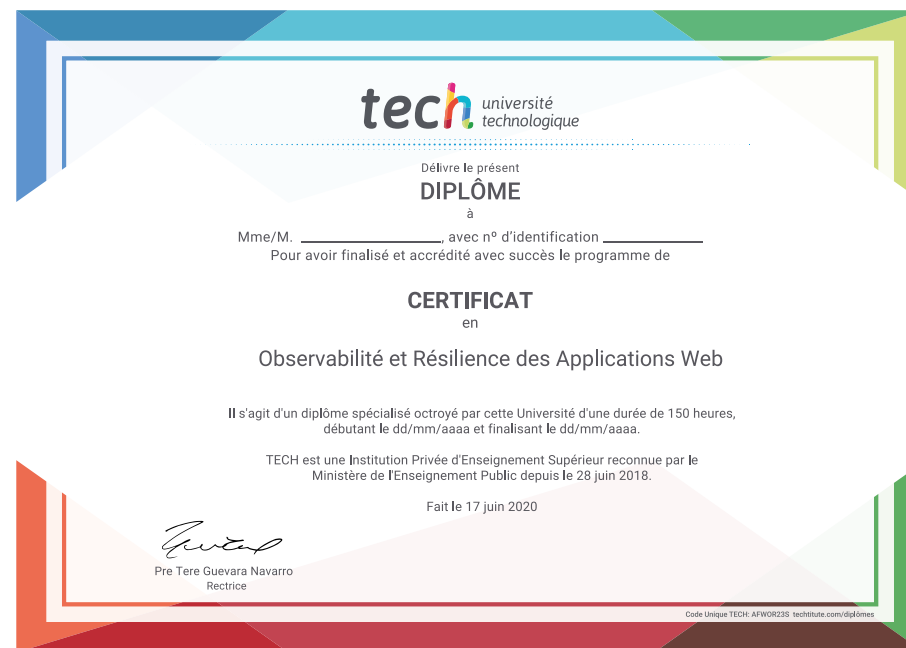 tech université
technologique
Délivre le présent
DIPLÔME
à
Mme/M. ____________________, avec nº d'identification ______________
Pour avoir finalisé et accrédité avec succès le programme de
CERTIFICAT
en
Observabilité et Résilience des Applications Web
Il s'agit d'un diplôme spécialisé octroyé par cette Université d'une durée de 150 heures,
débutant le dd/mm/aaaa et finalisant le dd/mm/aaaa.
TECH est une Institution Privée d'Enseignement Supérieur reconnue par le
Ministère de l'Enseignement Public depuis le 28 juin 2018.
Fait le 17 juin 2020
Pre Tere Guevara Navarro
Rectrice
Code Unique TECH: AFWOR23S techtitute.com/diplômes